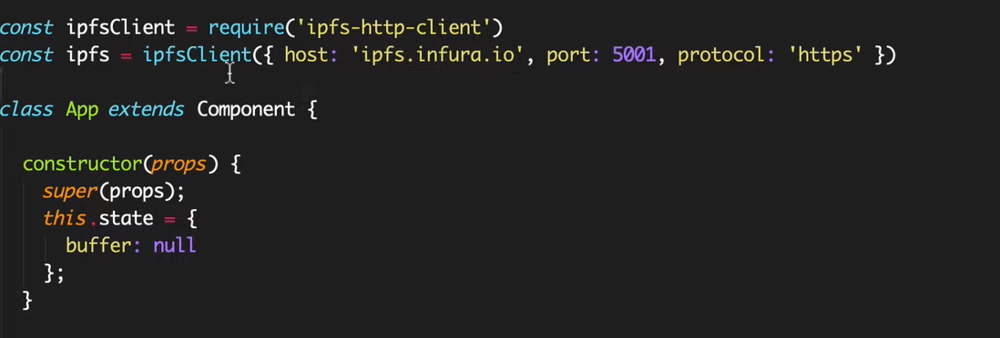 const ipfsClient = require('ipfs-http-client')
const ipfs = ipfsClient({ host: 'ipfs.infura.io', port: 5001, protocol: 'https' })
class App extends Component {
constructor(props) {
super(props);
this.state = {
buffer: null
};
}